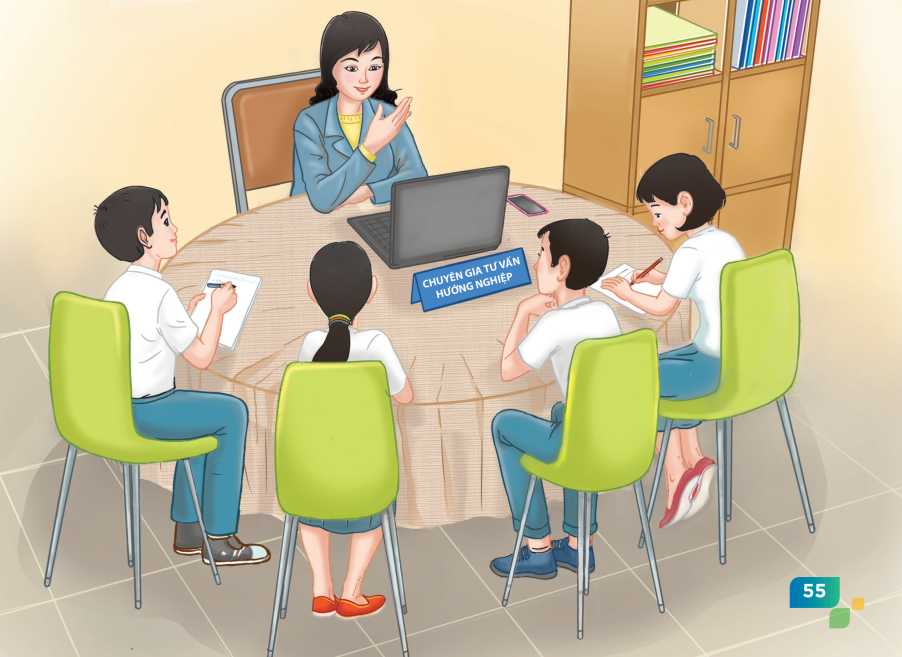 CHUYÊN GIA TƯ VẤN
HƯỚNG NGHIỆP
55